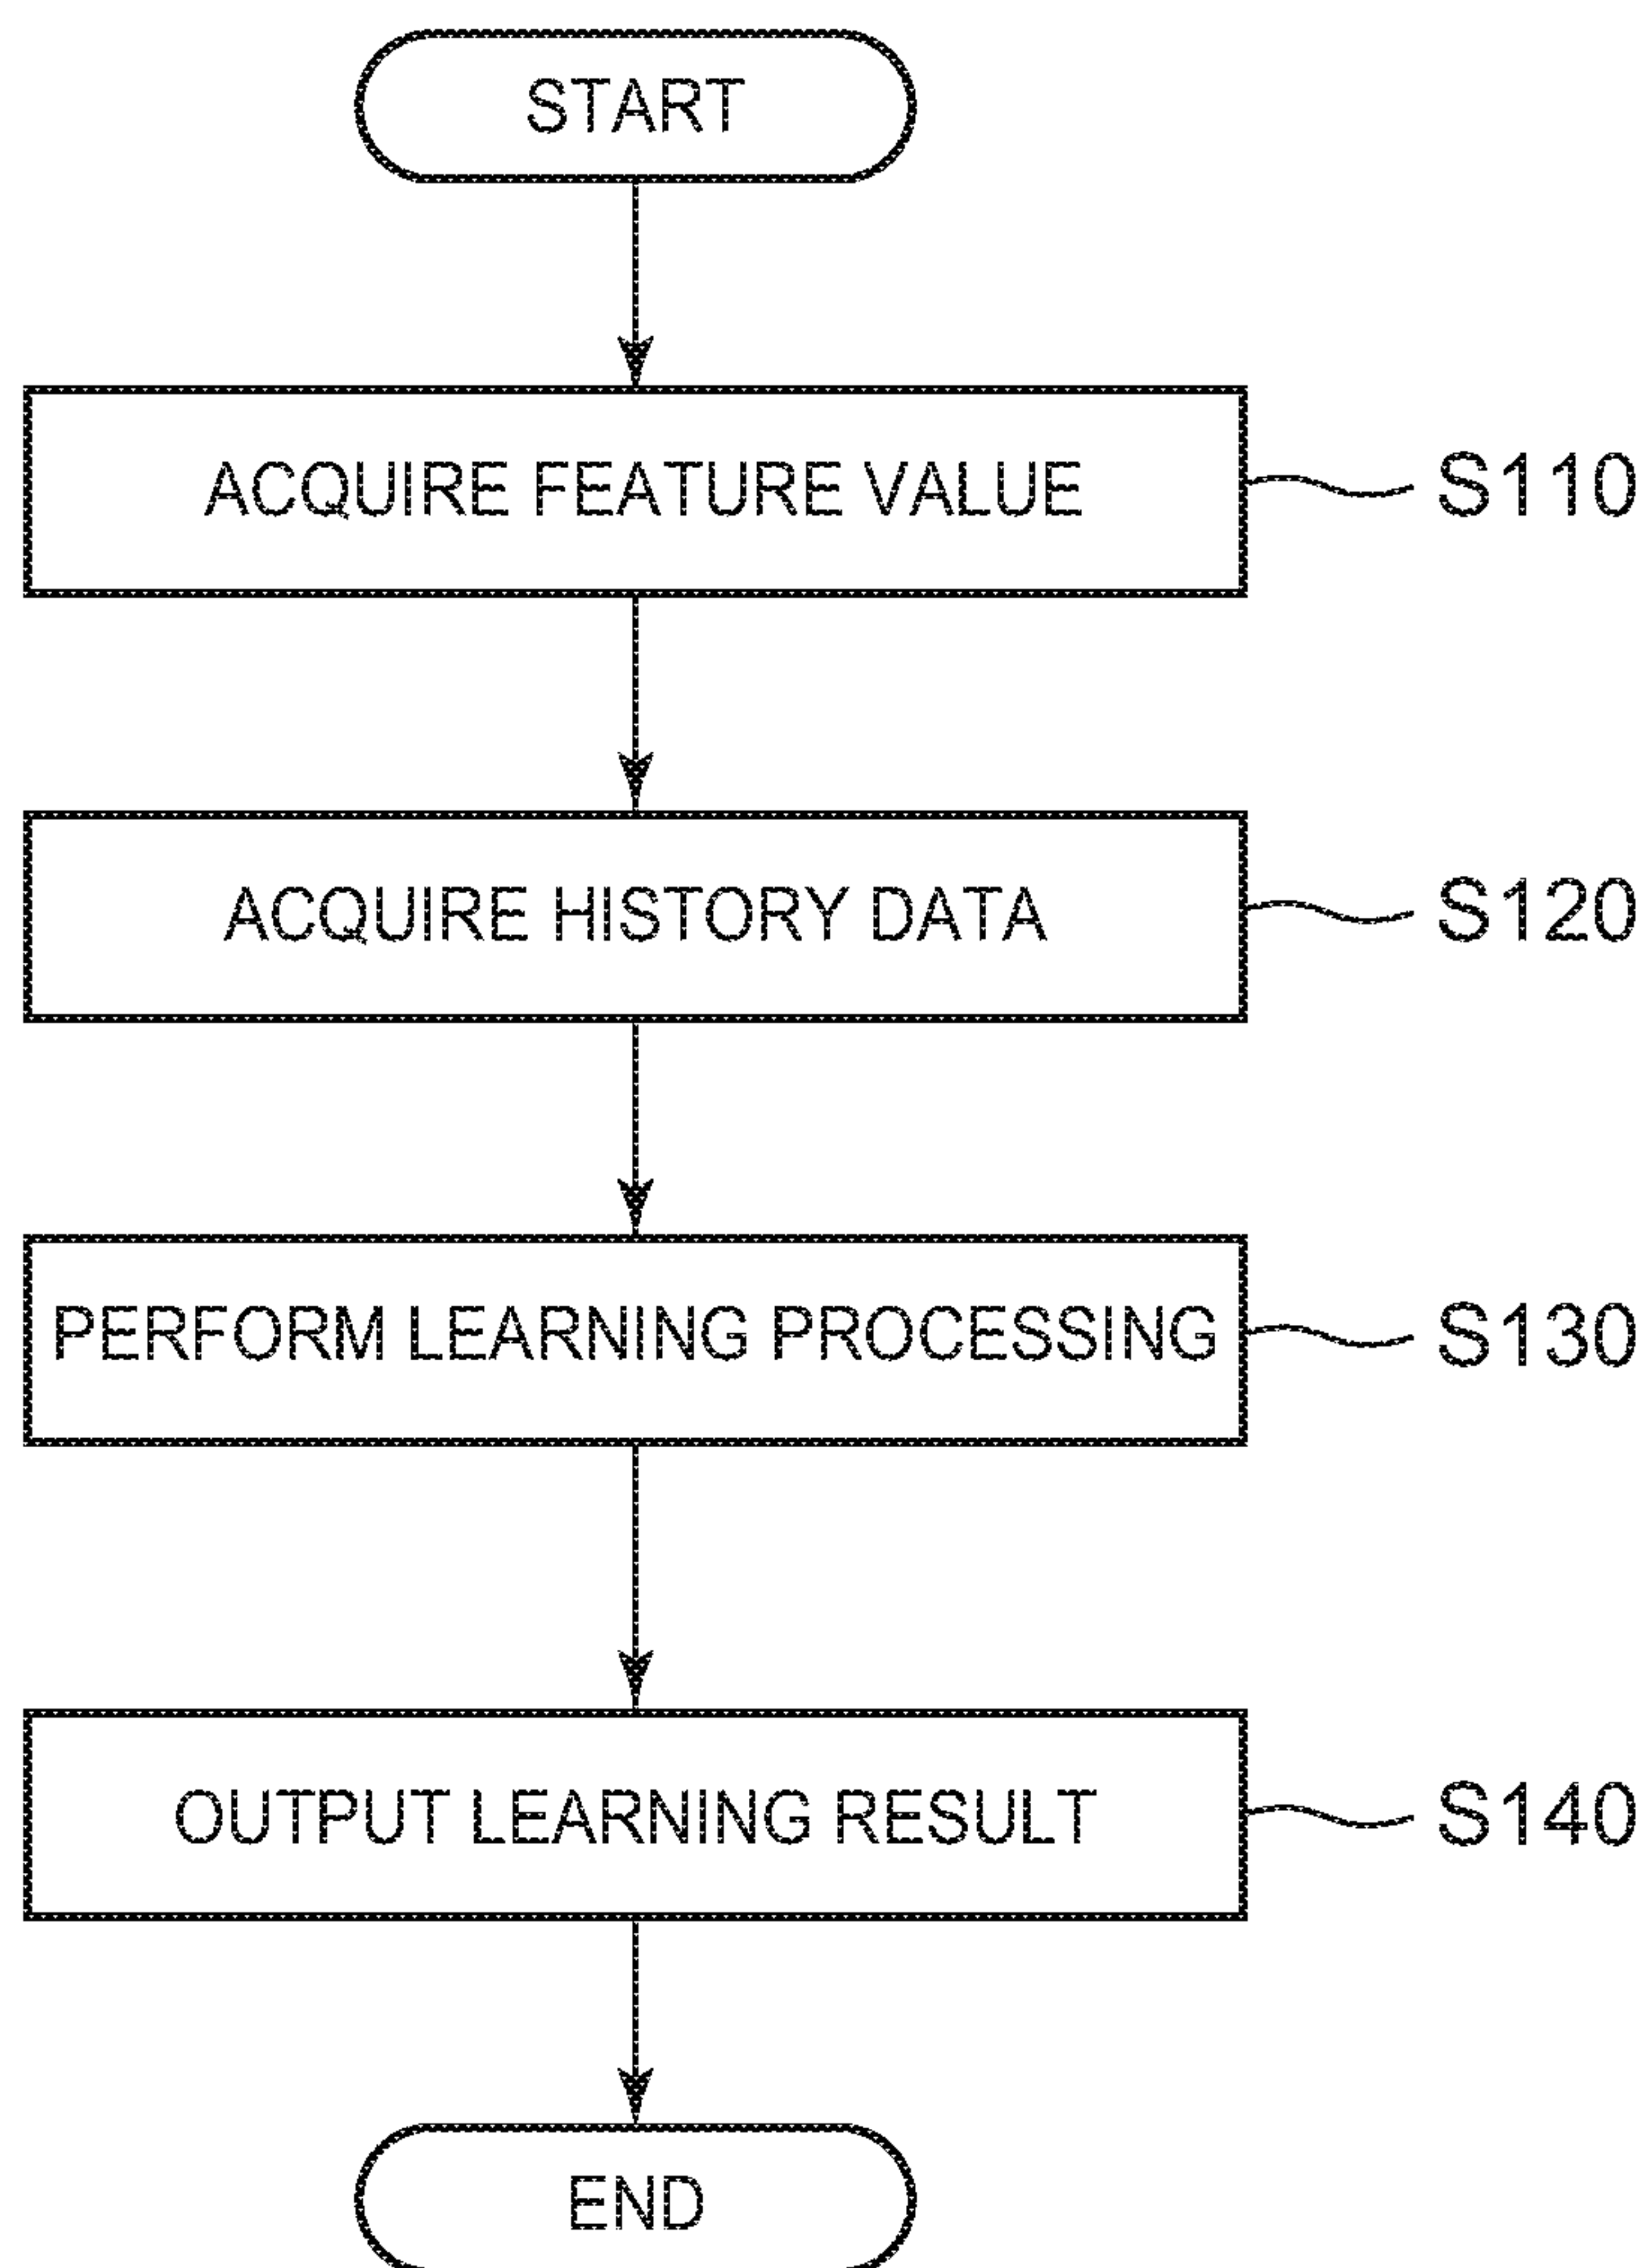 START
ACQUIRE FEATURE VALUE
S110
ACQUIRE HISTORY DATA
S120
PERFORM LEARNING PROCESSING
S130
OUTPUT LEARNING RESULT
S140
END